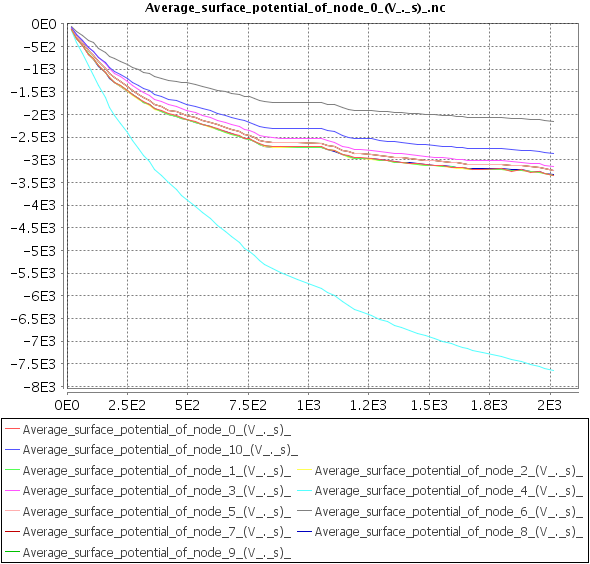 Average_surface_potential_of_node_0_(V_._s)_.nc
0E0
-5E2
-1E3
-1.5E3
-2E3
-2.5E3
-3E3
-3.5E3
-4E3
-4.5E3
-5E3
-5.5E3
-6E3
-6.5E3
-7E3
-7.5E3
-8E3
0E0 2.5E2 5E2 7.5E2 1E3 1.2E3 1.5E3 1.8E3 2E3
Average_surface_potential_of_node_0_(V_._s)_
Average_surface_potential_of_node_10_(V_._s)_
Average_surface_potential_of_node_1_(V_._s)_ Average_surface_potential_of_node_2_(V_._s)_
Average_surface_potential_of_node_3_(V_._s)_ Average_surface_potential_of_node_4_(V_._s)_
Average_surface_potential_of_node_5_(V_._s)_ Average_surface_potential_of_node_6_(V_._s)_
Average_surface_potential_of_node_7_(V_._s)_ Average_surface_potential_of_node_8_(V_._s)_
Average_surface_potential_of_node_9_(V_._s)_